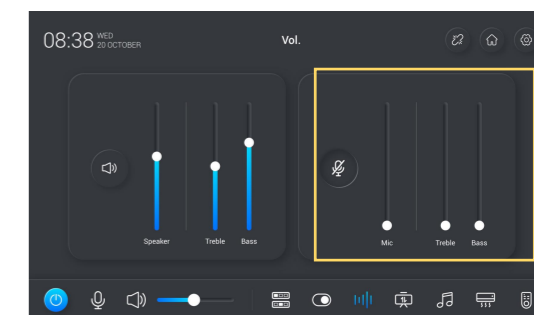 08:38 WED
20 OCTOBER
Vol.
Speaker Treble Bass
Mic Treble Bass